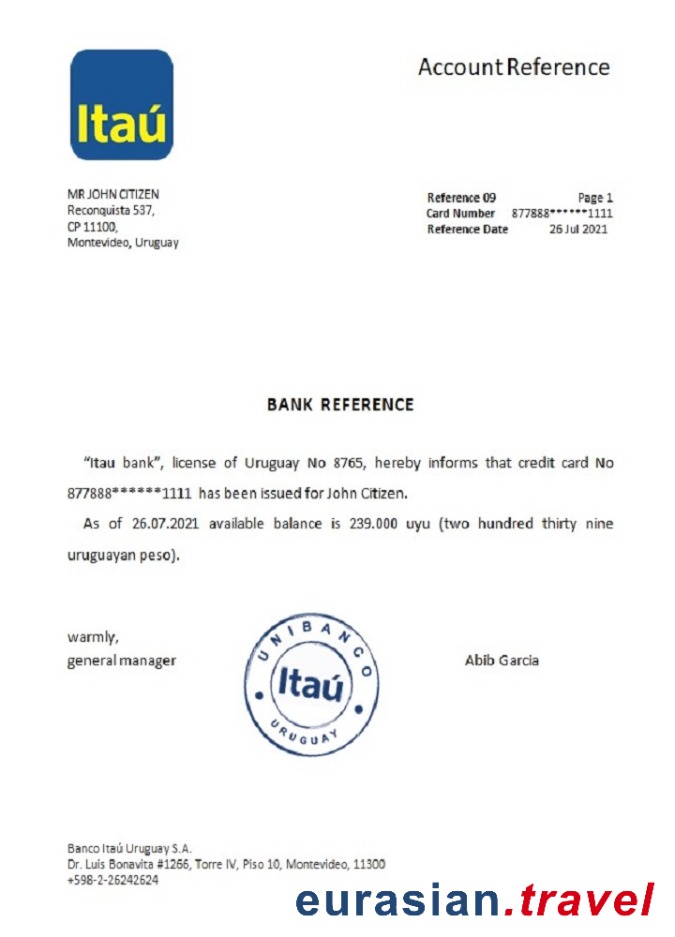 Itaú
Account Reference
MR JOHN CITIZEN
Reconquista 537,
CP 11100,
Montevideo, Uruguay
Reference 09 Page 1
Card Number 877888******1111
Reference Date 26 Jul 2021
BANK REFERENCE
“Itau bank”, license of Uruguay No 8765, hereby informs that credit card No
877888******1111 has been issued for John Citizen.
As of 26.07.2021 available balance is 239.000 uyu (two hundred thirty nine
uruguayan peso).
warmly,
general manager
UNIBANCO
Itaú
URUGUAY
Abib Garcia
Banco Itaú Uruguay S.A.
Dr. Luis Bonavita #1266, Torre IV, Piso 10, Montevideo, 11300
+598-2-26242624
eurasian.travel